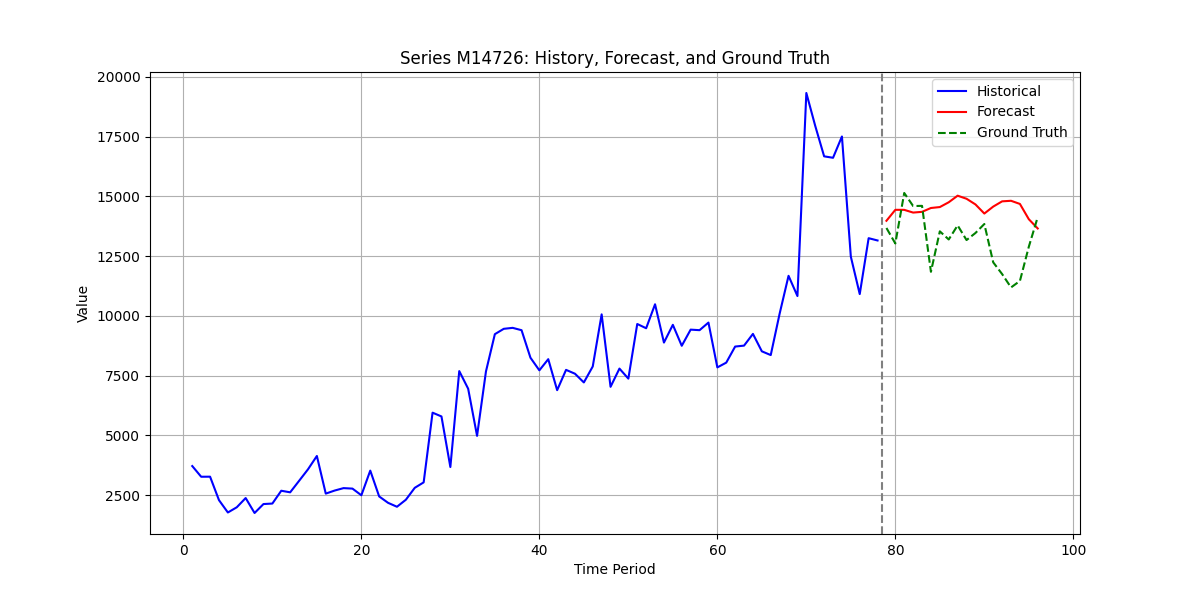 Series M14726: History, Forecast, and Ground Truth
20000
17500
15000
12500
10000
7500
5000
2500
Value
Historical
Forecast
Ground Truth
0
20
40
60
80
100
Time Period